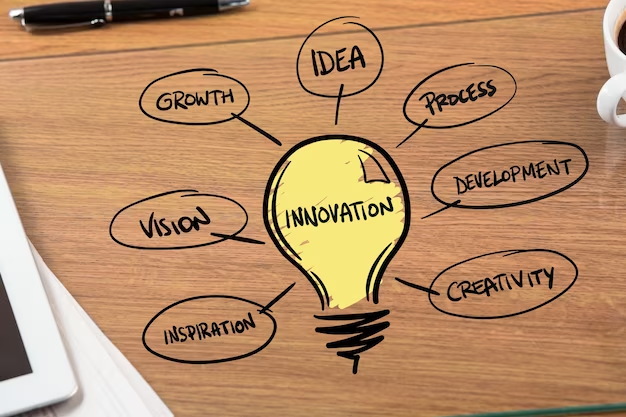 IDEA
GROWTH
PROCESS
DEVELOPMENT
INNOVATION
VISION
CREATIVITY
INSPIRATION